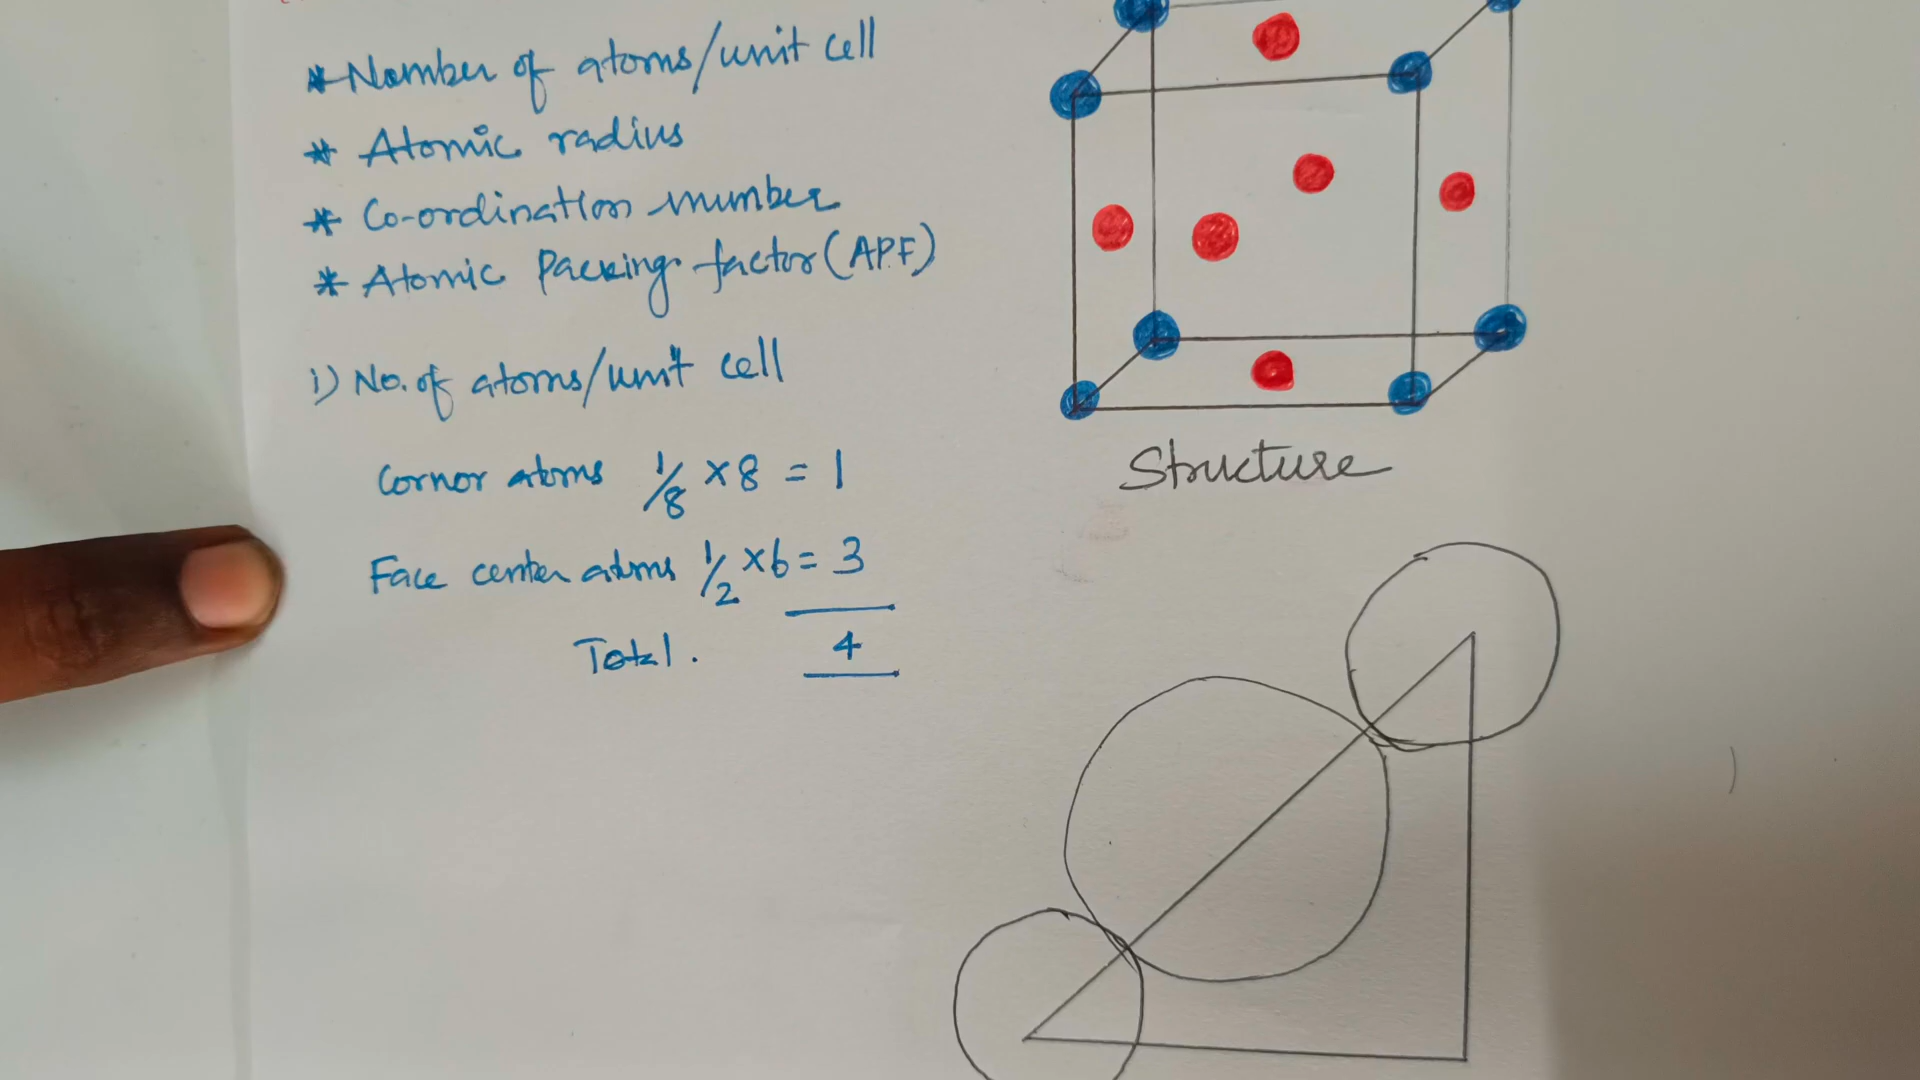 * Number of atoms/unit cell
* Atomic radius
* Co-ordination number
* Atomic Packing factor (APF)
i) No. of atoms/unit cell
Cornor atoms 1/8 × 8 = 1
Face center atoms 1/2 × 6 = 3
Total. 4
Structure